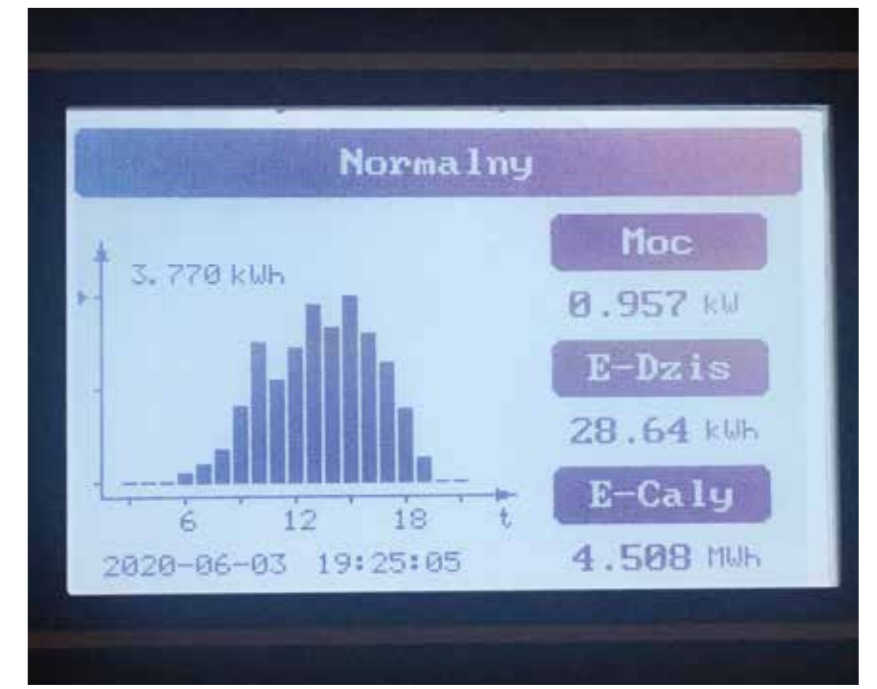 Normalny
3.770 kWh
6 12 18 t
2020-06-03 19:25:05
Moc
0.957 kW
E-Dzis
28.64 kWh
E-Caly
4.508 MWh